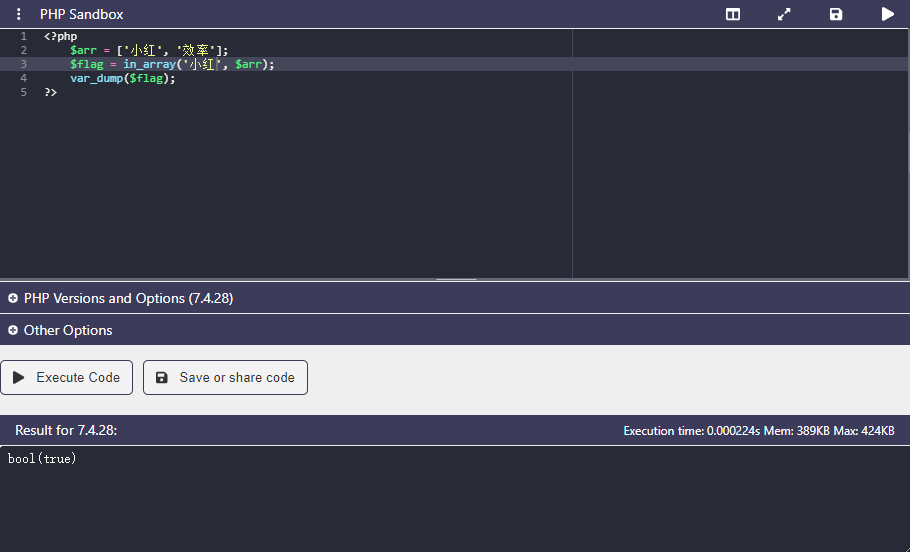 PHP Sandbox
1 <?php
2 $arr = ['小红', '效率'];
3 $flag = in_array('小红', $arr);
4 var_dump($flag);
5 ?>
PHP Versions and Options (7.4.28)
Other Options
Execute Code Save or share code
Result for 7.4.28: Execution time: 0.000224s Mem: 389KB Max: 424KB
bool(true)